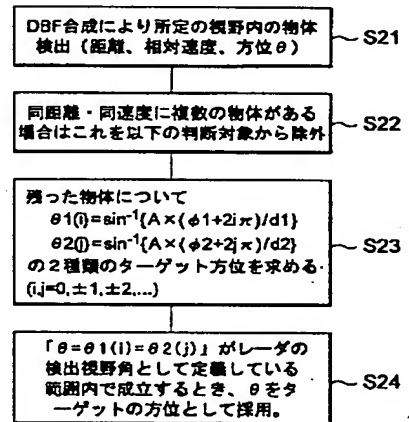 DBF合成により所定の視野内の物体
検出（距離、相対速度、方位θ）
S21
同距離・同速度に複数の物体がある
場合はこれを以下の判断対象から除外
S22
残った物体について
θ1(i)=sin⁻¹{A×(φ1+2iπ)/d1}
θ2(j)=sin⁻¹{A×(φ2+2jπ)/d2}
の２種類のターゲット方位を求める.
(i,j=0,±1,±2,...)
S23
「θ=θ1(i)=θ2(j)」がレーダの
検出視野角として定義している
範囲内で成立するとき、θをタ
ーゲットの方位として採用。
S24